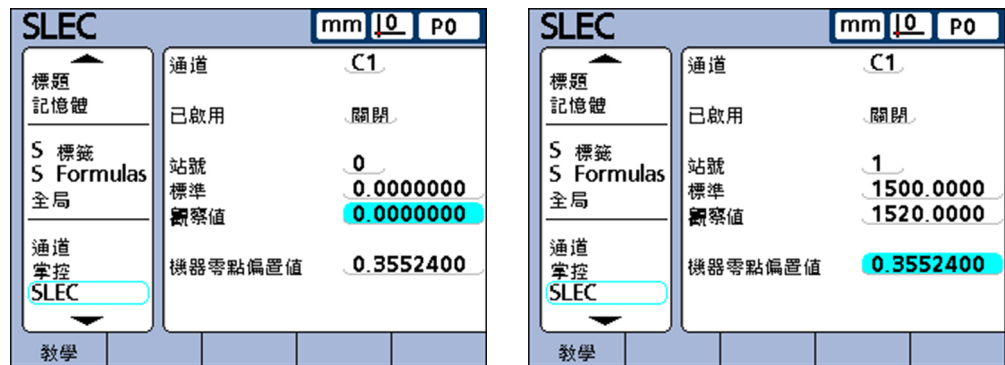 SLEC
mm 0 P0
標題
記憶體
S 標籤
S Formulas
全局
通道
掌控
SLEC
通道 C1
已啟用 關閉
站號 0
標準 0.0000000
觀察值 0.0000000
機器零點偏置值 0.3552400
教學
SLEC
mm 0 P0
標題
記憶體
S 標籤
S Formulas
全局
通道
掌控
SLEC
通道 C1
已啟用 關閉
站號 1
標準 1500.0000
觀察值 1520.0000
機器零點偏置值 0.3552400
教學